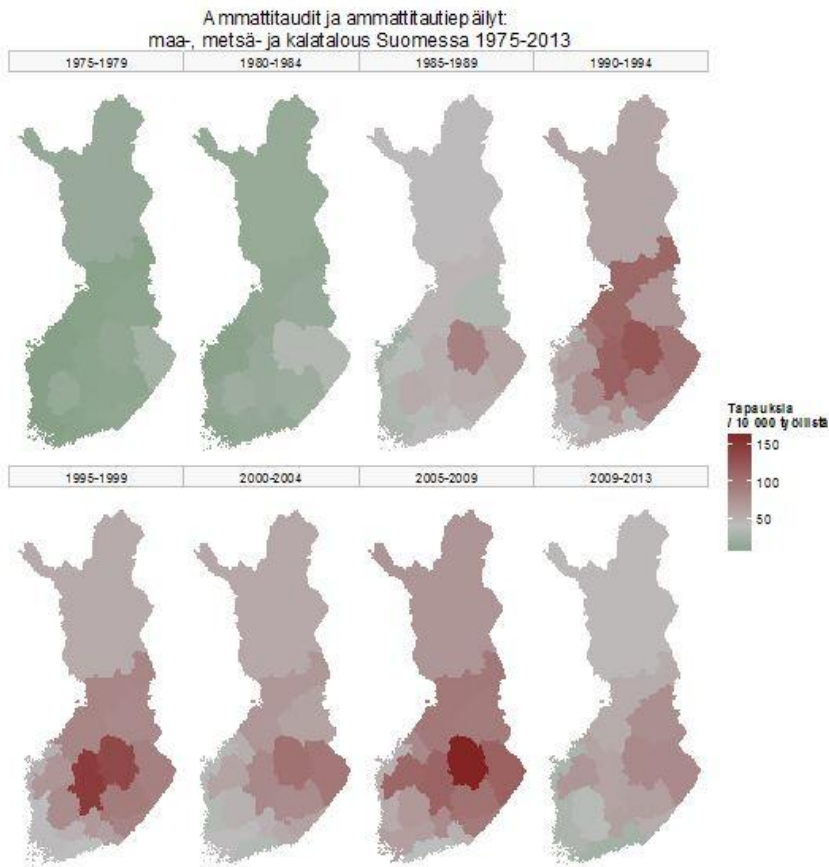 Ammattitaudit ja ammattitautiepäilyt:
maa-, metsä- ja kalatalous Suomessa 1975-2013
1975-1979
1980-1984
1985-1989
1990-1994
Tapauksia
/ 10 000 työllistä
150
100
50
1995-1999
2000-2004
2005-2009
2009-2013